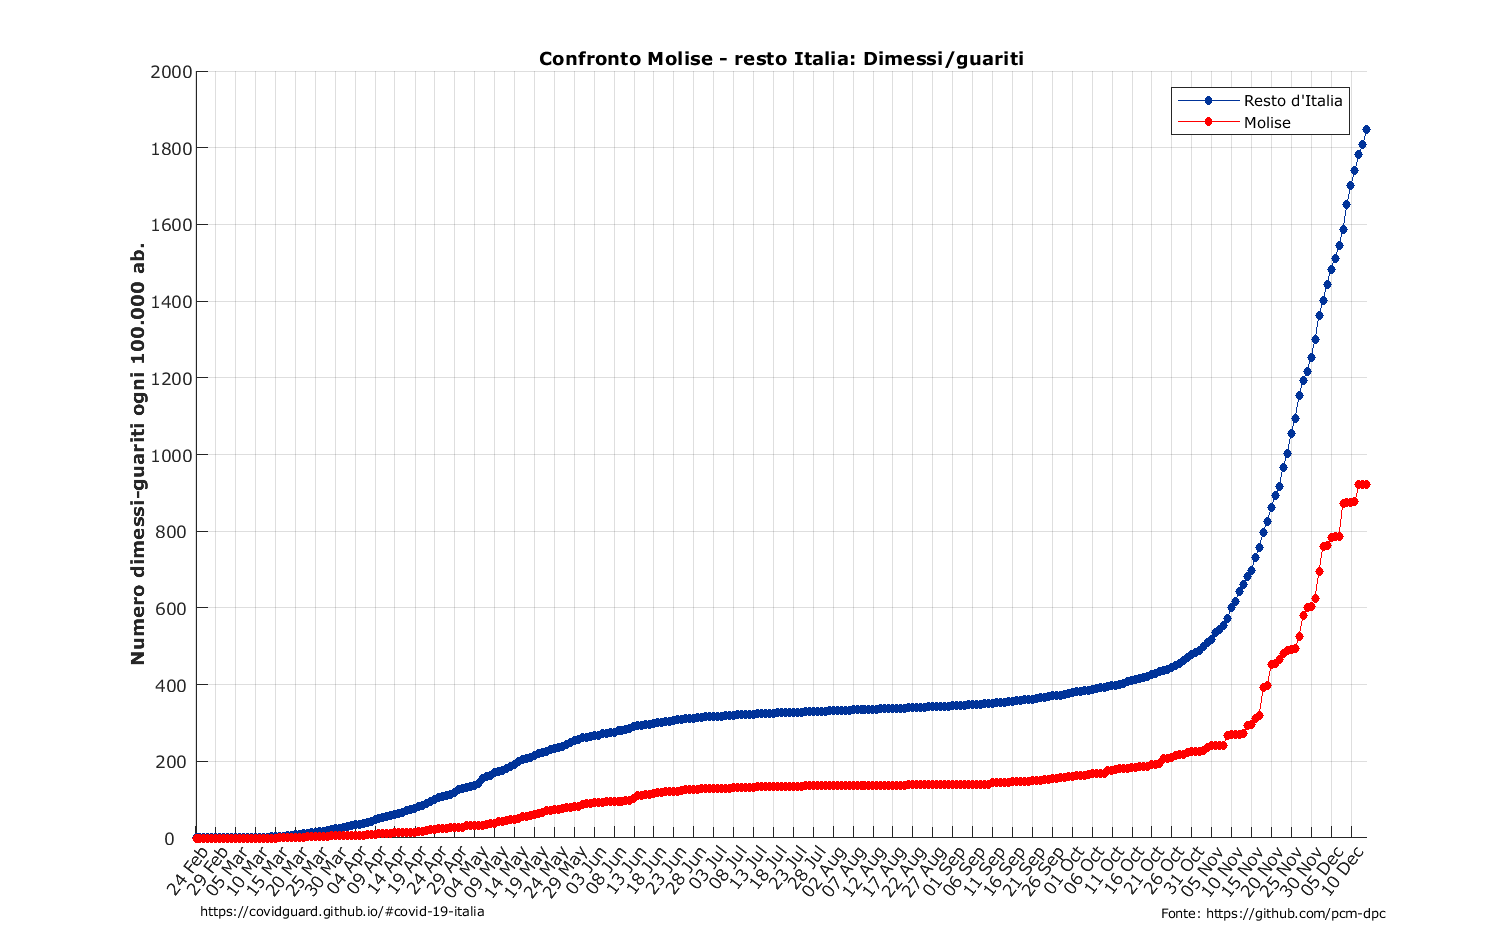 Confronto Molise - resto Italia: Dimessi/guariti
Resto d'Italia
Molise
Numero dimessi-guariti ogni 100.000 ab.
2000
1800
1600
1400
1200
1000
800
600
400
200
0
24 Feb
29 Feb
05 Mar
10 Mar
15 Mar
20 Mar
25 Mar
30 Mar
04 Apr
09 Apr
14 Apr
19 Apr
24 Apr
29 Apr
04 May
09 May
14 May
19 May
24 May
29 May
03 Jun
08 Jun
13 Jun
18 Jun
23 Jun
28 Jun
03 Jul
08 Jul
13 Jul
18 Jul
23 Jul
28 Jul
02 Aug
07 Aug
12 Aug
17 Aug
22 Aug
27 Aug
01 Sep
06 Sep
11 Sep
16 Sep
21 Sep
26 Sep
01 Oct
06 Oct
11 Oct
16 Oct
21 Oct
26 Oct
31 Oct
05 Nov
10 Nov
15 Nov
20 Nov
25 Nov
30 Nov
05 Dec
10 Dec
https://covidguard.github.io/#covid-19-italia
Fonte: https://github.com/pcm-dpc